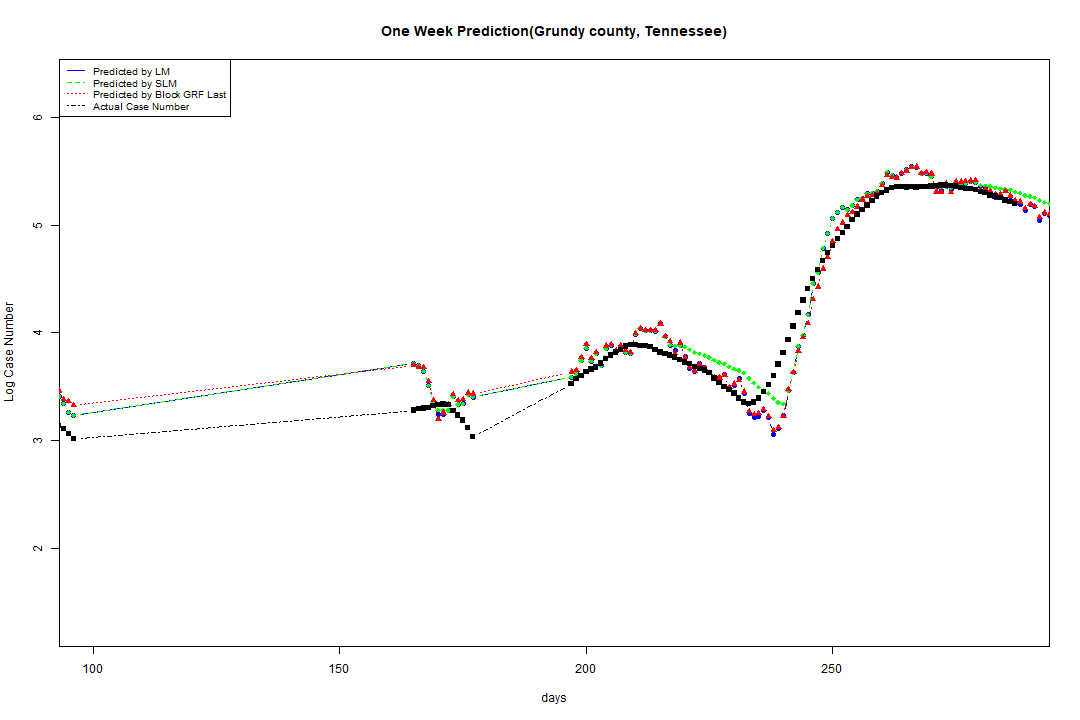 One Week Prediction(Grundy county, Tennessee)
Predicted by LM
Predicted by SLM
Predicted by Block GRF Last
Actual Case Number
6
5
4
3
2
Log Case Number
100 150 200 250
days